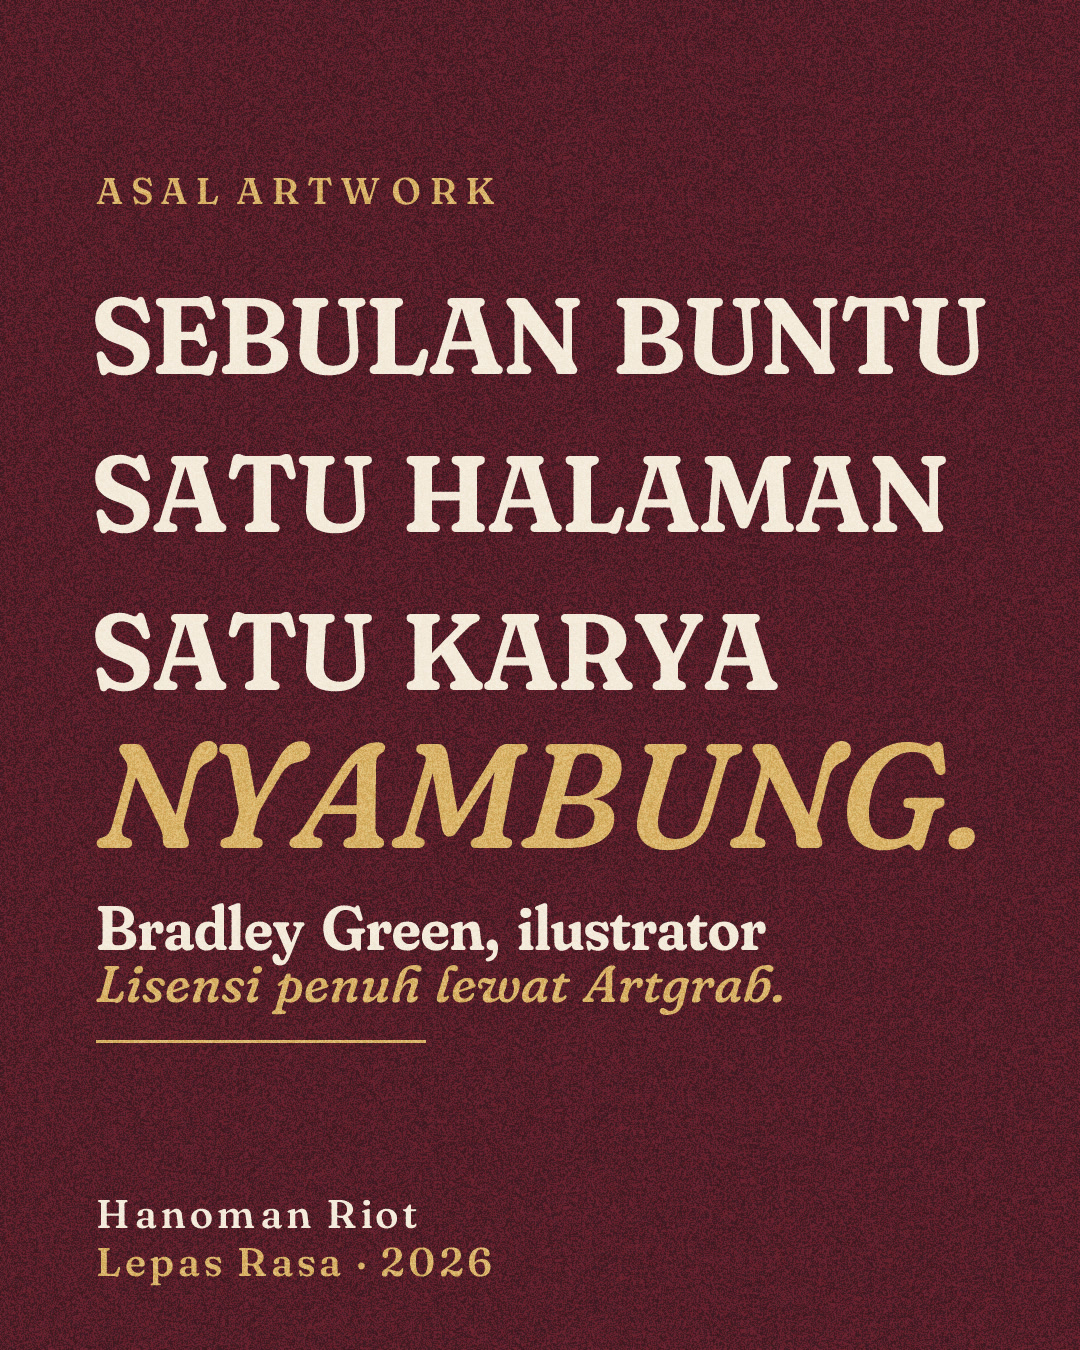 ASAL ARTWORK
SEBULAN BUNTU
SATU HALAMAN
SATU KARYA
NYAMBUNG.
Bradley Green, ilustrator
Lisensi penuh lewat Artgrab.
Hanoman Riot
Lepas Rasa · 2026